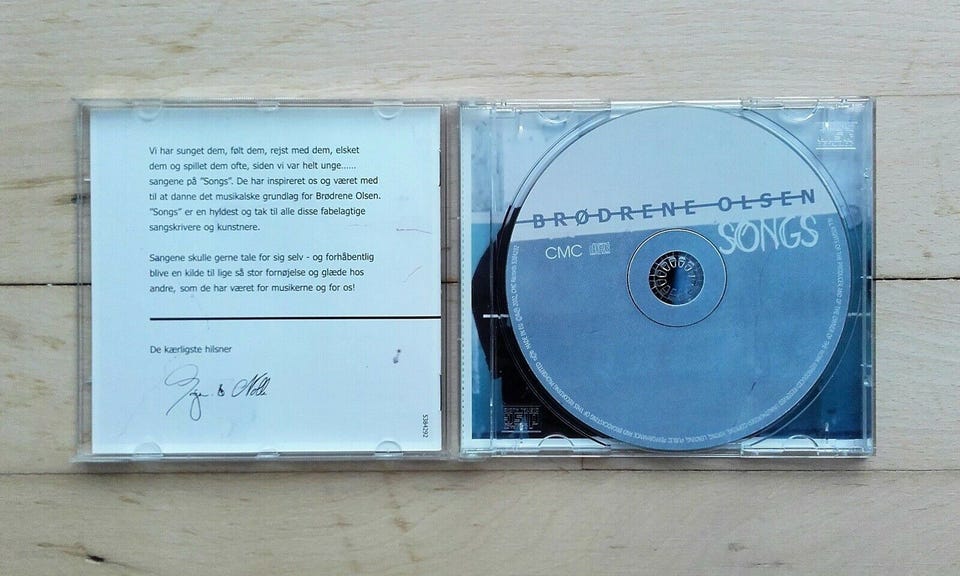 Vi har sunget dem, følt dem, rejst med dem, elsket
dem og spillet dem ofte, siden vi var helt unge......
sangene på "Songs". De har inspireret os og været med
til at danne det musikalske grundlag for Brødrene Olsen.
"Songs" er en hyldest og tak til alle disse fabelagtige
sangskrivere og kunstnere.
Sangene skulle gerne tale for sig selv - og forhåbentlig
blive en kilde til lige så stor fornøjelse og glæde hos
andre, som de har været for musikerne og for os!
De kærligste hilsner
5384292
BRØDRENE OLSEN
SONGS
CMC